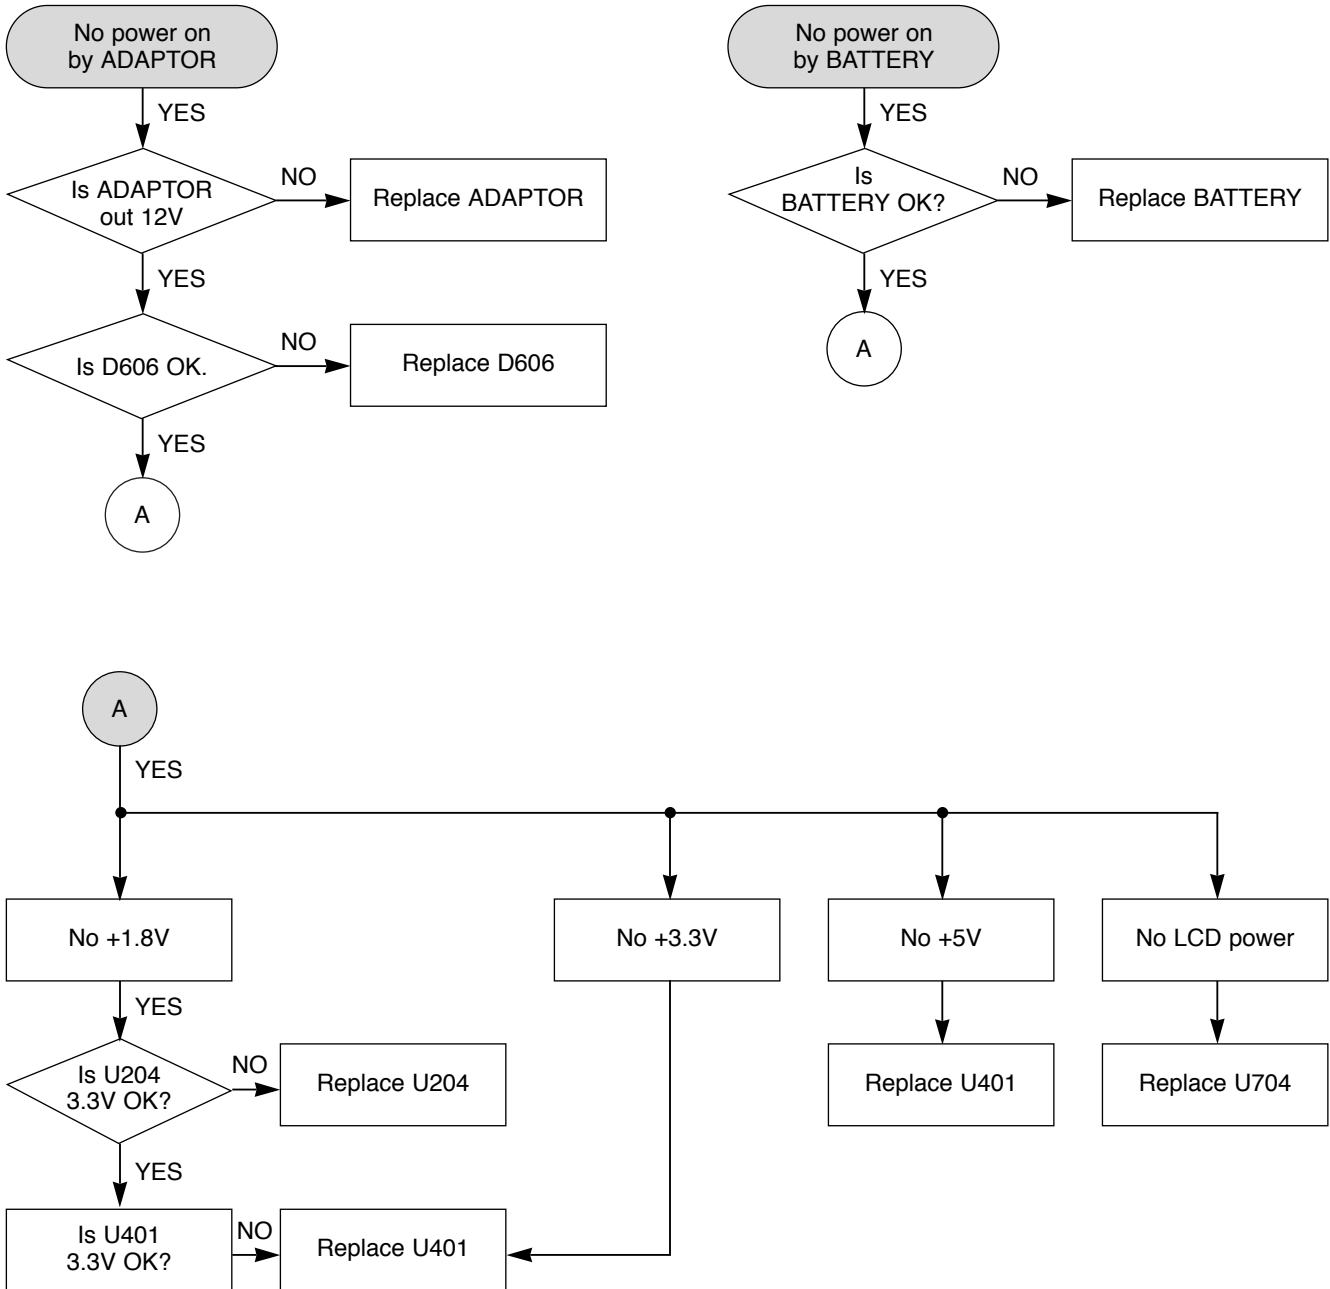 No power on
by ADAPTOR
YES
Is ADAPTOR
out 12V
NO
Replace ADAPTOR
YES
Is D606 OK.
NO
Replace D606
YES
A
No power on
by BATTERY
YES
Is
BATTERY OK?
NO
Replace BATTERY
YES
A
A
YES
No +1.8V
No +3.3V
No +5V
No LCD power
YES
Is U204
3.3V OK?
NO
Replace U204
Replace U401
Replace U704
YES
Is U401
3.3V OK?
NO
Replace U401